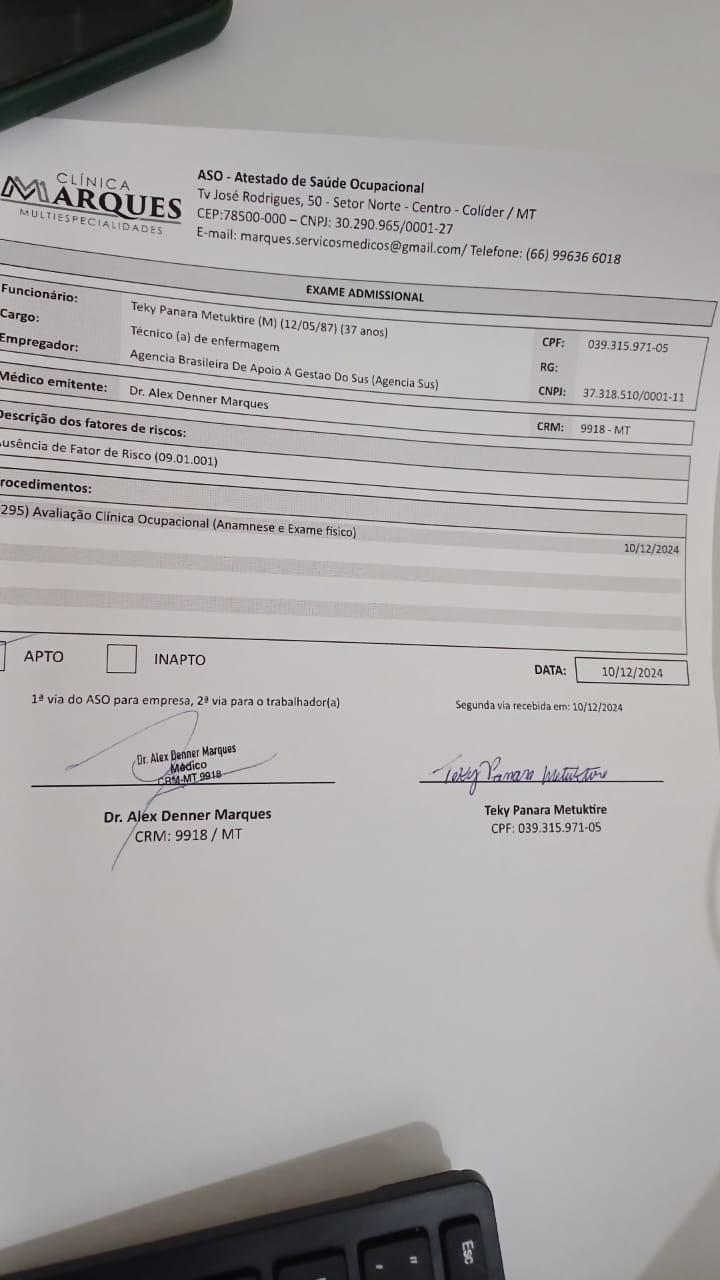 CLÍNICA
MARQUES
MULTIESPECIALIDADES
ASO - Atestado de Saúde Ocupacional
Tv José Rodrigues, 50 - Setor Norte - Centro - Colíder / MT
CEP:78500-000 – CNPJ: 30.290.965/0001-27
E-mail: marques.servicosmedicos@gmail.com/ Telefone: (66) 99636 6018
EXAME ADMISSIONAL
Funcionário: Teky Panara Metuktire (M) (12/05/87) (37 anos) CPF: 039.315.971-05
Cargo: Técnico (a) de enfermagem RG:
Empregador: Agencia Brasileira De Apoio A Gestao Do Sus (Agencia Sus) CNPJ: 37.318.510/0001-11
Médico emitente: Dr. Alex Denner Marques CRM: 9918 - MT
Descrição dos fatores de riscos:
usência de Fator de Risco (09.01.001)
rocedimentos:
295) Avaliação Clínica Ocupacional (Anamnese e Exame físico) 10/12/2024
APTO INAPTO DATA: 10/12/2024
1ª via do ASO para empresa, 2ª via para o trabalhador(a) Segunda via recebida em: 10/12/2024
Dr. Alex Denner Marques
Médico
CRM-MT 9918
Teky Panara Metuktire
Dr. Alex Denner Marques
CRM: 9918 / MT
Teky Panara Metuktire
CPF: 039.315.971-05
Esc
"
'